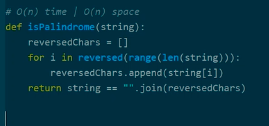 # O(n) time | O(n) space
def isPalindrome(string):
    reversedChars = []
    for i in reversed(range(len(string))):
        reversedChars.append(string[i])
    return string == "".join(reversedChars)